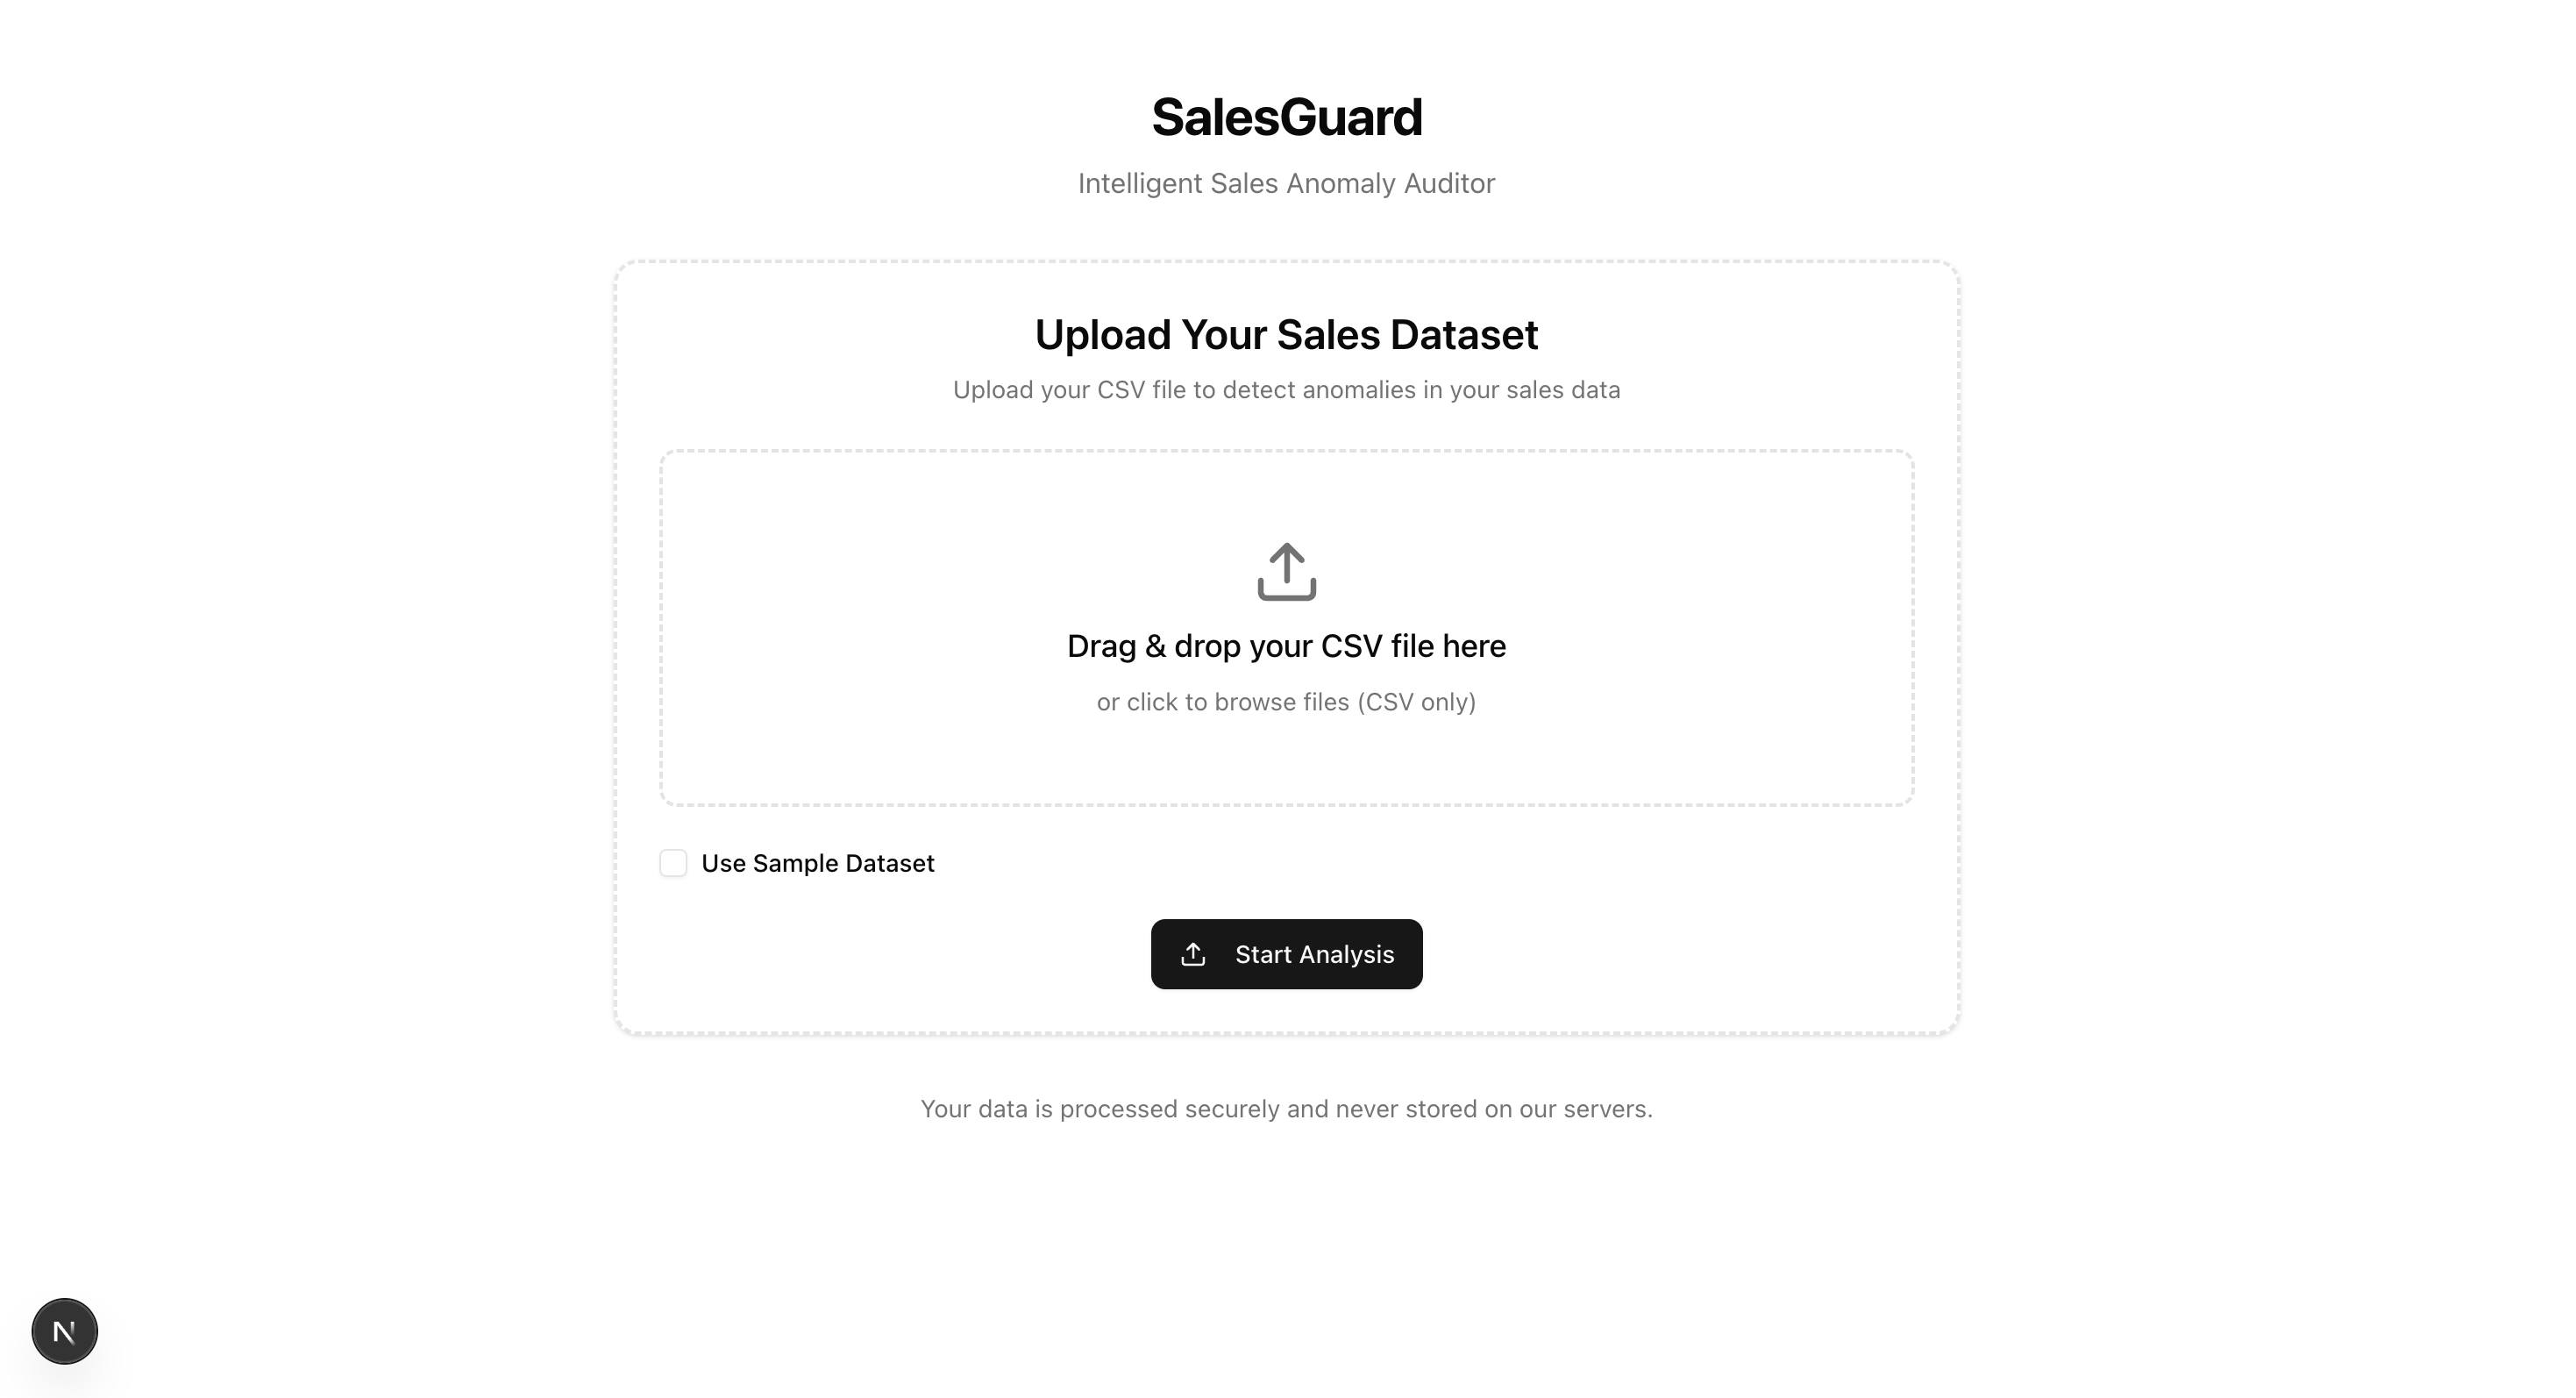 SalesGuard
Intelligent Sales Anomaly Auditor
Upload Your Sales Dataset
Upload your CSV file to detect anomalies in your sales data
Drag & drop your CSV file here
or click to browse files (CSV only)
Use Sample Dataset
Start Analysis
Your data is processed securely and never stored on our servers.
N